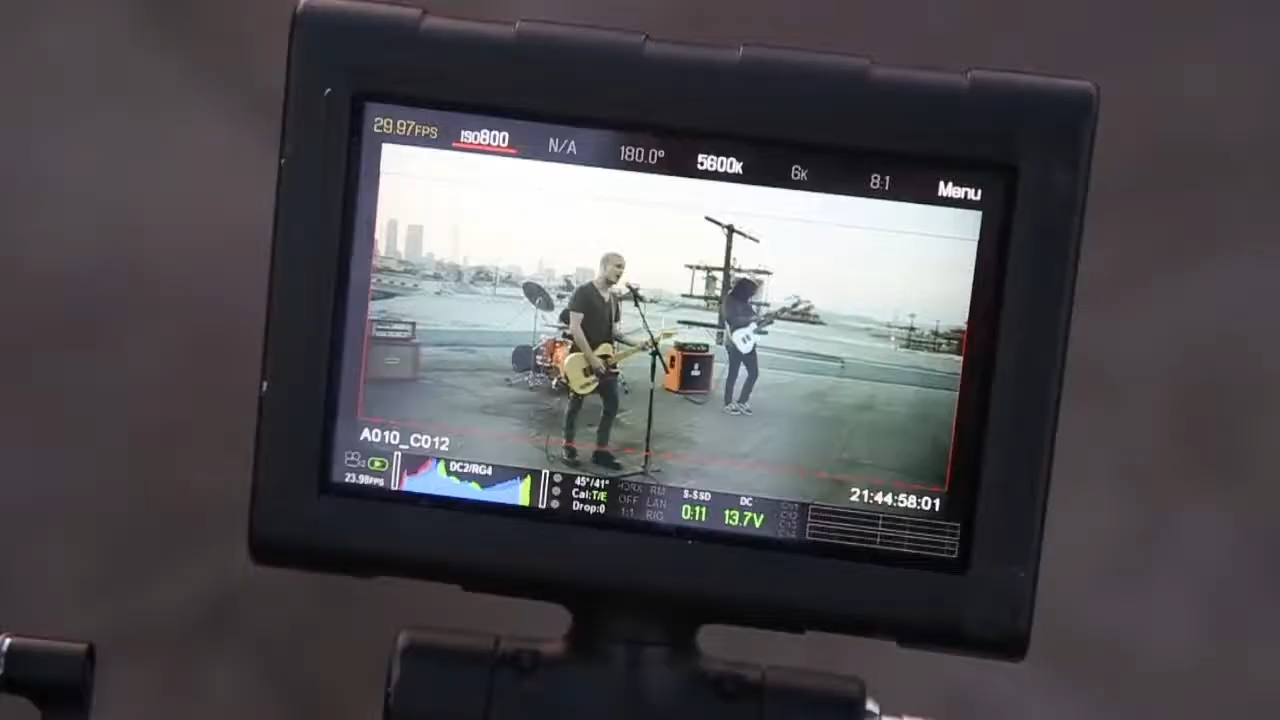 29.97FPS ISO800 N/A 180.0° 5600K 6K 8:1 Menu
A010_C012
21:44:58:01
23.98FPS
DC2/RG4
45°/41°
Cal:T/E
Drop:0
HDRX RM
OFF LAN
1:1 RIG
S-SSD
0:11
DC
13.7V